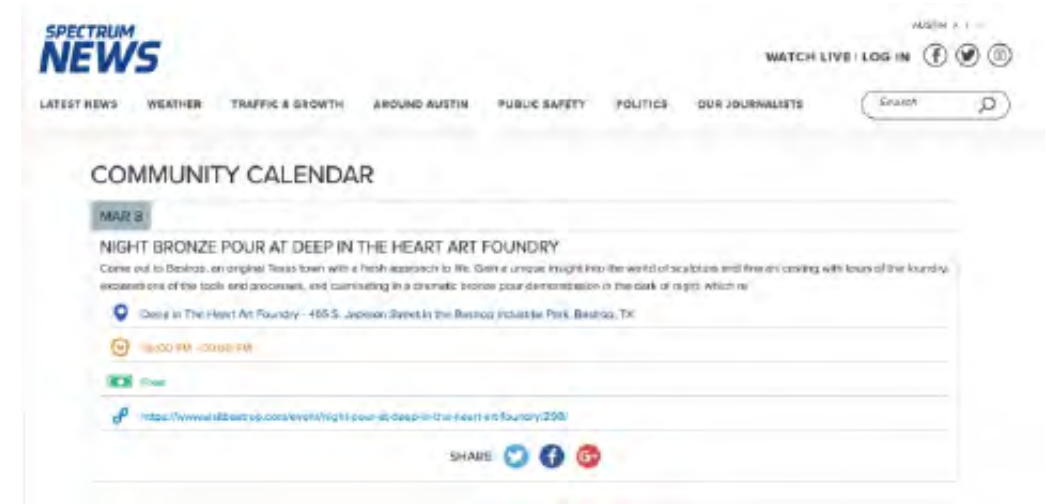 SPECTRUM
NEWS
AUSTIN
WATCH LIVE | LOG IN
LATEST NEWS WEATHER TRAFFIC & GROWTH AROUND AUSTIN PUBLIC SAFETY POLITICS OUR JOURNALISTS Search
COMMUNITY CALENDAR
MAR 3
NIGHT BRONZE POUR AT DEEP IN THE HEART ART FOUNDRY
Come out to Bastrop, an original Texas town with a fresh approach to life. Gain a unique insight into the world of sculpture and fine art casting with tours of the foundry,
of the tools and processes, and culminating in a dramatic bronze pour demonstration in the dark of night, which re
Deep in The Heart Art Foundry - 465 S. Jackson Street in the Bastrop Industrial Park, Bastrop, TX
Free
SHARE